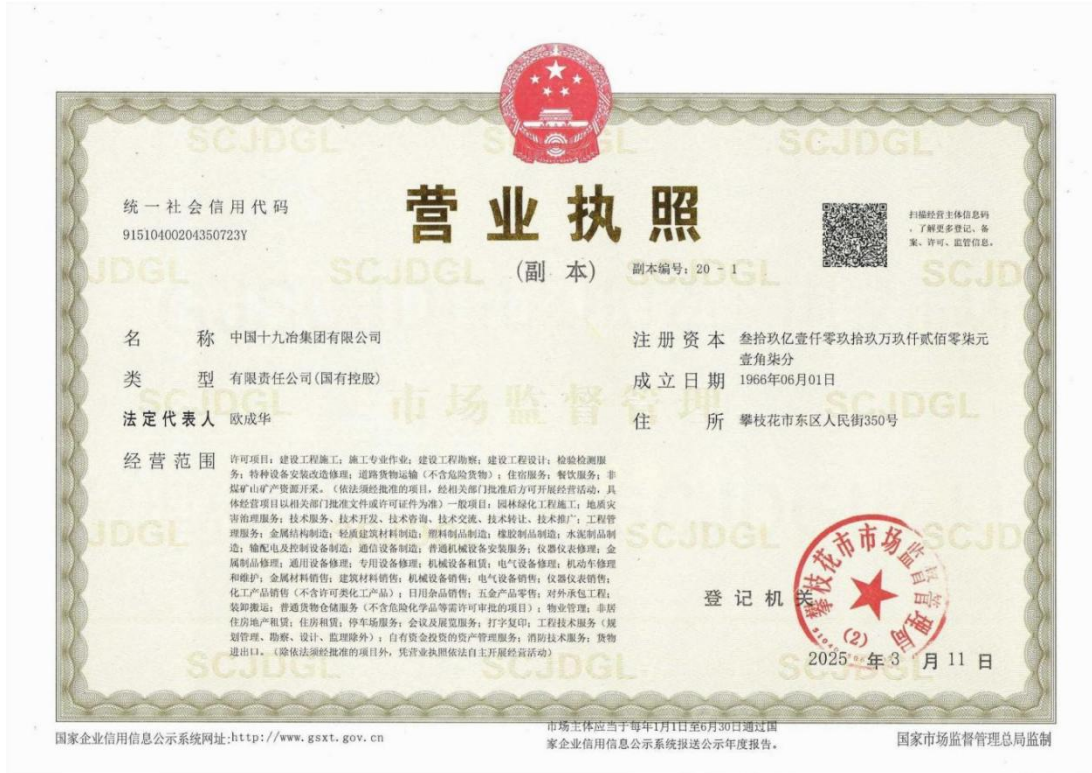 营业执照
(副 本)
副本编号：20 - 1
统一社会信用代码
91510400204350723Y
扫描经营主体信息码
，了解更多登记、备
案、许可、监管信息。
名 称 中国十九冶集团有限公司
类 型 有限责任公司(国有控股)
法定代表人 欧成华
经营范围 许可项目：建设工程施工；施工专业作业；建设工程勘察；建设工程设计；检验检测服
务；特种设备安装改造修理；道路货物运输（不含危险货物）；住宿服务；餐饮服务；非
煤矿山矿产资源开采。（依法须经批准的项目，经相关部门批准后方可开展经营活动，具
体经营项目以相关部门批准文件或许可证件为准）一般项目：园林绿化工程施工；地质灾
害治理服务；技术服务、技术开发、技术咨询、技术交流、技术转让、技术推广；工程管
理服务；金属结构制造；轻质建筑材料制造；塑料制品制造；橡胶制品制造；水泥制品制
造；输配电及控制设备制造；通信设备制造；普通机械设备安装服务；仪器仪表修理；金
属制品修理；通用设备修理；专用设备修理；机械设备租赁；电气设备修理；机动车修理
和维护；金属材料销售；建筑材料销售；机械设备销售；电气设备销售；仪器仪表销售；
化工产品销售（不含许可类化工产品）；日用杂品销售；五金产品零售；对外承包工程；
装卸搬运；普通货物仓储服务（不含危险化学品等需许可审批的项目）；物业管理；非居
住房地产租赁；住房租赁；停车场服务；会议及展览服务；打字复印；工程技术服务（规
划管理、勘察、设计、监理除外）；自有资金投资的资产管理服务；消防技术服务；货物
进出口。（除依法须经批准的项目外，凭营业执照依法自主开展经营活动）
注册资本 叁拾玖亿壹仟零玖拾玖万玖仟贰佰零柒元
壹角柒分
成立日期 1966年06月01日
住 所 攀枝花市东区人民街350号
登记机关
攀枝花市市场监督管理局
(2)
2025 年 3 月 11 日
国家企业信用信息公示系统网址:http://www.gsxt.gov.cn
市场主体应当于每年1月1日至6月30日通过国
家企业信用信息公示系统报送公示年度报告。
国家市场监督管理总局监制
SCJDGL
市场监督管理